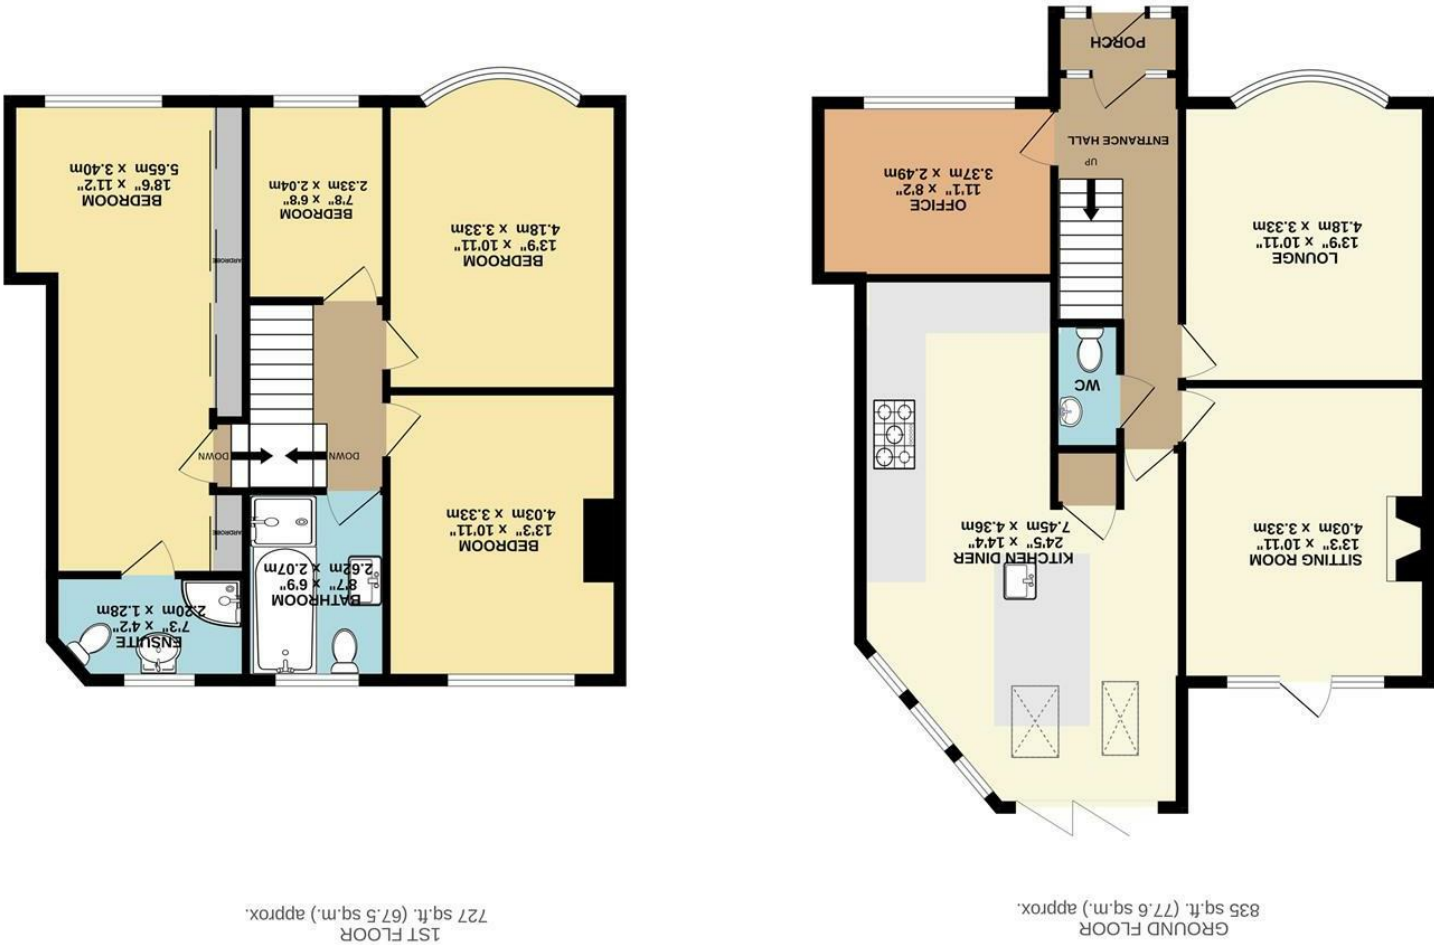 GROUND FLOOR
835 sq.ft. (77.6 sq.m.) approx.
1ST FLOOR
727 sq.ft. (67.5 sq.m.) approx.
KITCHEN DINER
24'5" x 14'4"
7.45m x 4.36m
SITTING ROOM
13'3" x 10'11"
4.03m x 3.33m
WC
LOUNGE
13'9" x 10'11"
4.18m x 3.33m
OFFICE
11'1" x 8'2"
3.37m x 2.49m
UP
ENTRANCE HALL
PORCH
ENSUITE
7'3" x 4'2"
2.20m x 1.28m
BATHROOM
8'7" x 6'9"
2.62m x 2.07m
BEDROOM
13'3" x 10'11"
4.03m x 3.33m
WARDROBE
DOWN
DOWN
BEDROOM
13'9" x 10'11"
4.18m x 3.33m
WARDROBE
BEDROOM
7'8" x 6'8"
2.33m x 2.04m
BEDROOM
18'6" x 11'2"
5.65m x 3.40m